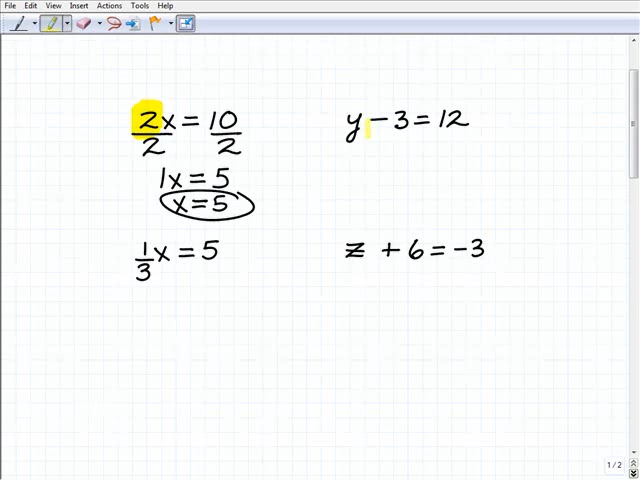 File Edit View Insert Actions Tools Help
2x = 10
2 2
1x = 5
x = 5
1/3 x = 5
y - 3 = 12
z + 6 = -3
1 / 2